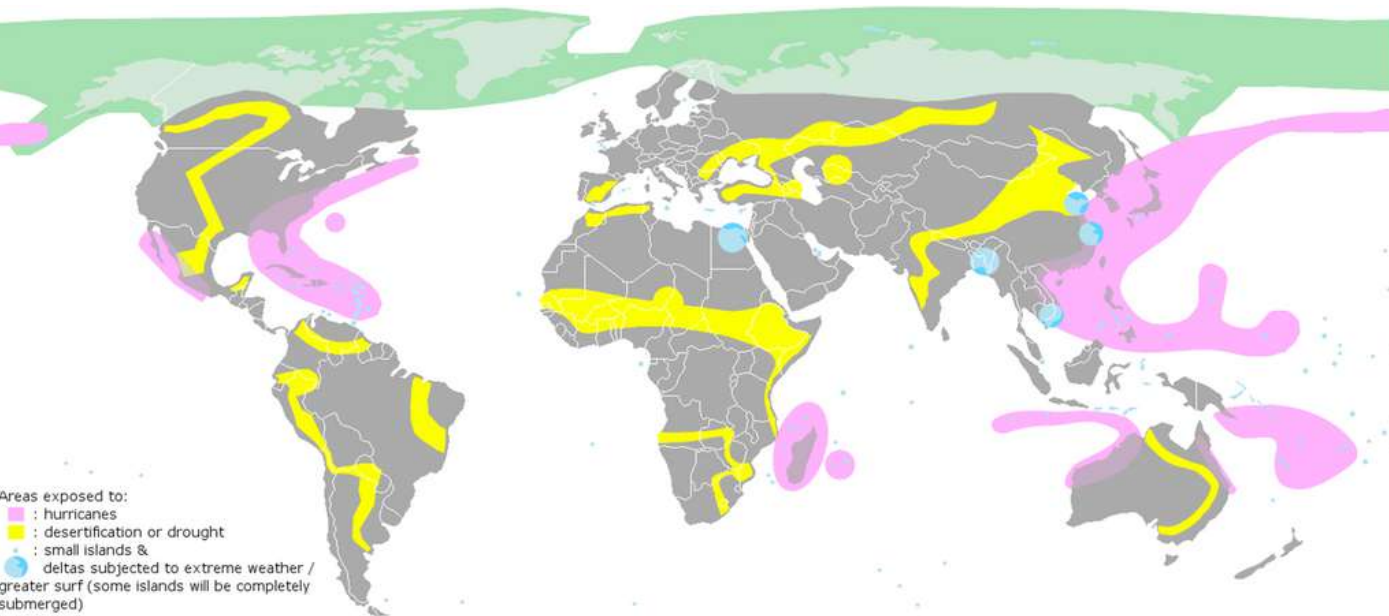 Areas exposed to:
: hurricanes
: desertification or drought
: small islands &
deltas subjected to extreme weather /
greater surf (some islands will be completely
submerged)